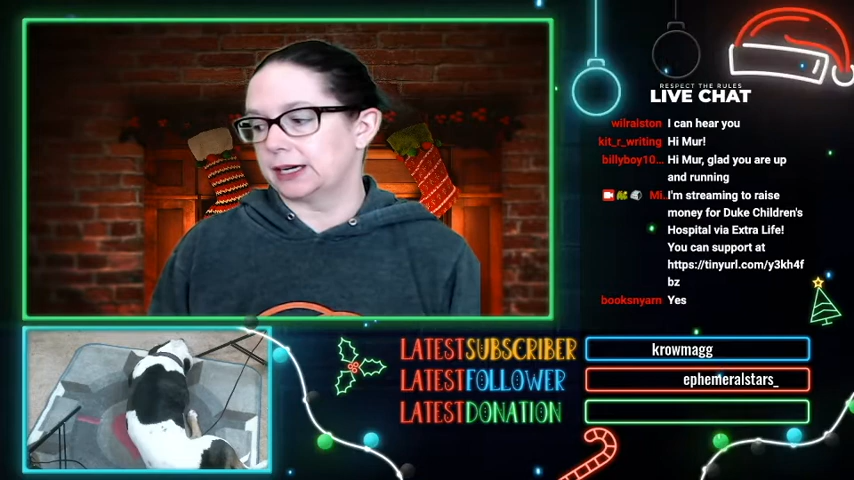 RESPECT THE RULES
LIVE CHAT
wilralston I can hear you
kit_r_writing Hi Mur!
billyboy10... Hi Mur, glad you are up
and running
Mi... I'm streaming to raise
money for Duke Children's
Hospital via Extra Life!
You can support at
https://tinyurl.com/y3kh4f
bz
booksnyarn Yes
LATESTSUBSCRIBER krowmagg
LATESTFOLLOWER ephemeralstars_
LATESTDONATION